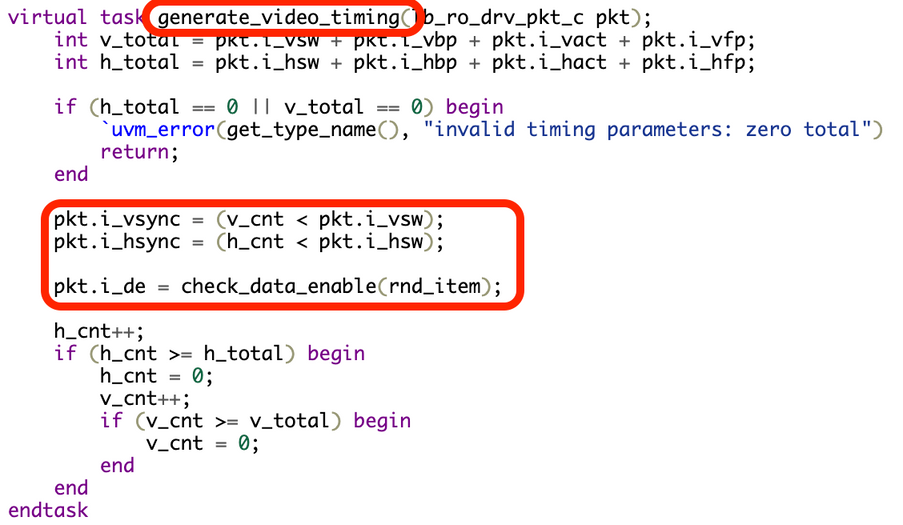 virtual task generate_video_timing(lb_ro_drv_pkt_c pkt);
int v_total = pkt.i_vsw + pkt.i_vbp + pkt.i_vact + pkt.i_vfp;
int h_total = pkt.i_hsw + pkt.i_hbp + pkt.i_hact + pkt.i_hfp;
if (h_total == 0 || v_total == 0) begin
`uvm_error(get_type_name(), "invalid timing parameters: zero total")
return;
end
pkt.i_vsync = (v_cnt < pkt.i_vsw);
pkt.i_hsync = (h_cnt < pkt.i_hsw);
pkt.i_de = check_data_enable(rnd_item);
h_cnt++;
if (h_cnt >= h_total) begin
h_cnt = 0;
v_cnt++;
if (v_cnt >= v_total) begin
v_cnt = 0;
end
end
endtask